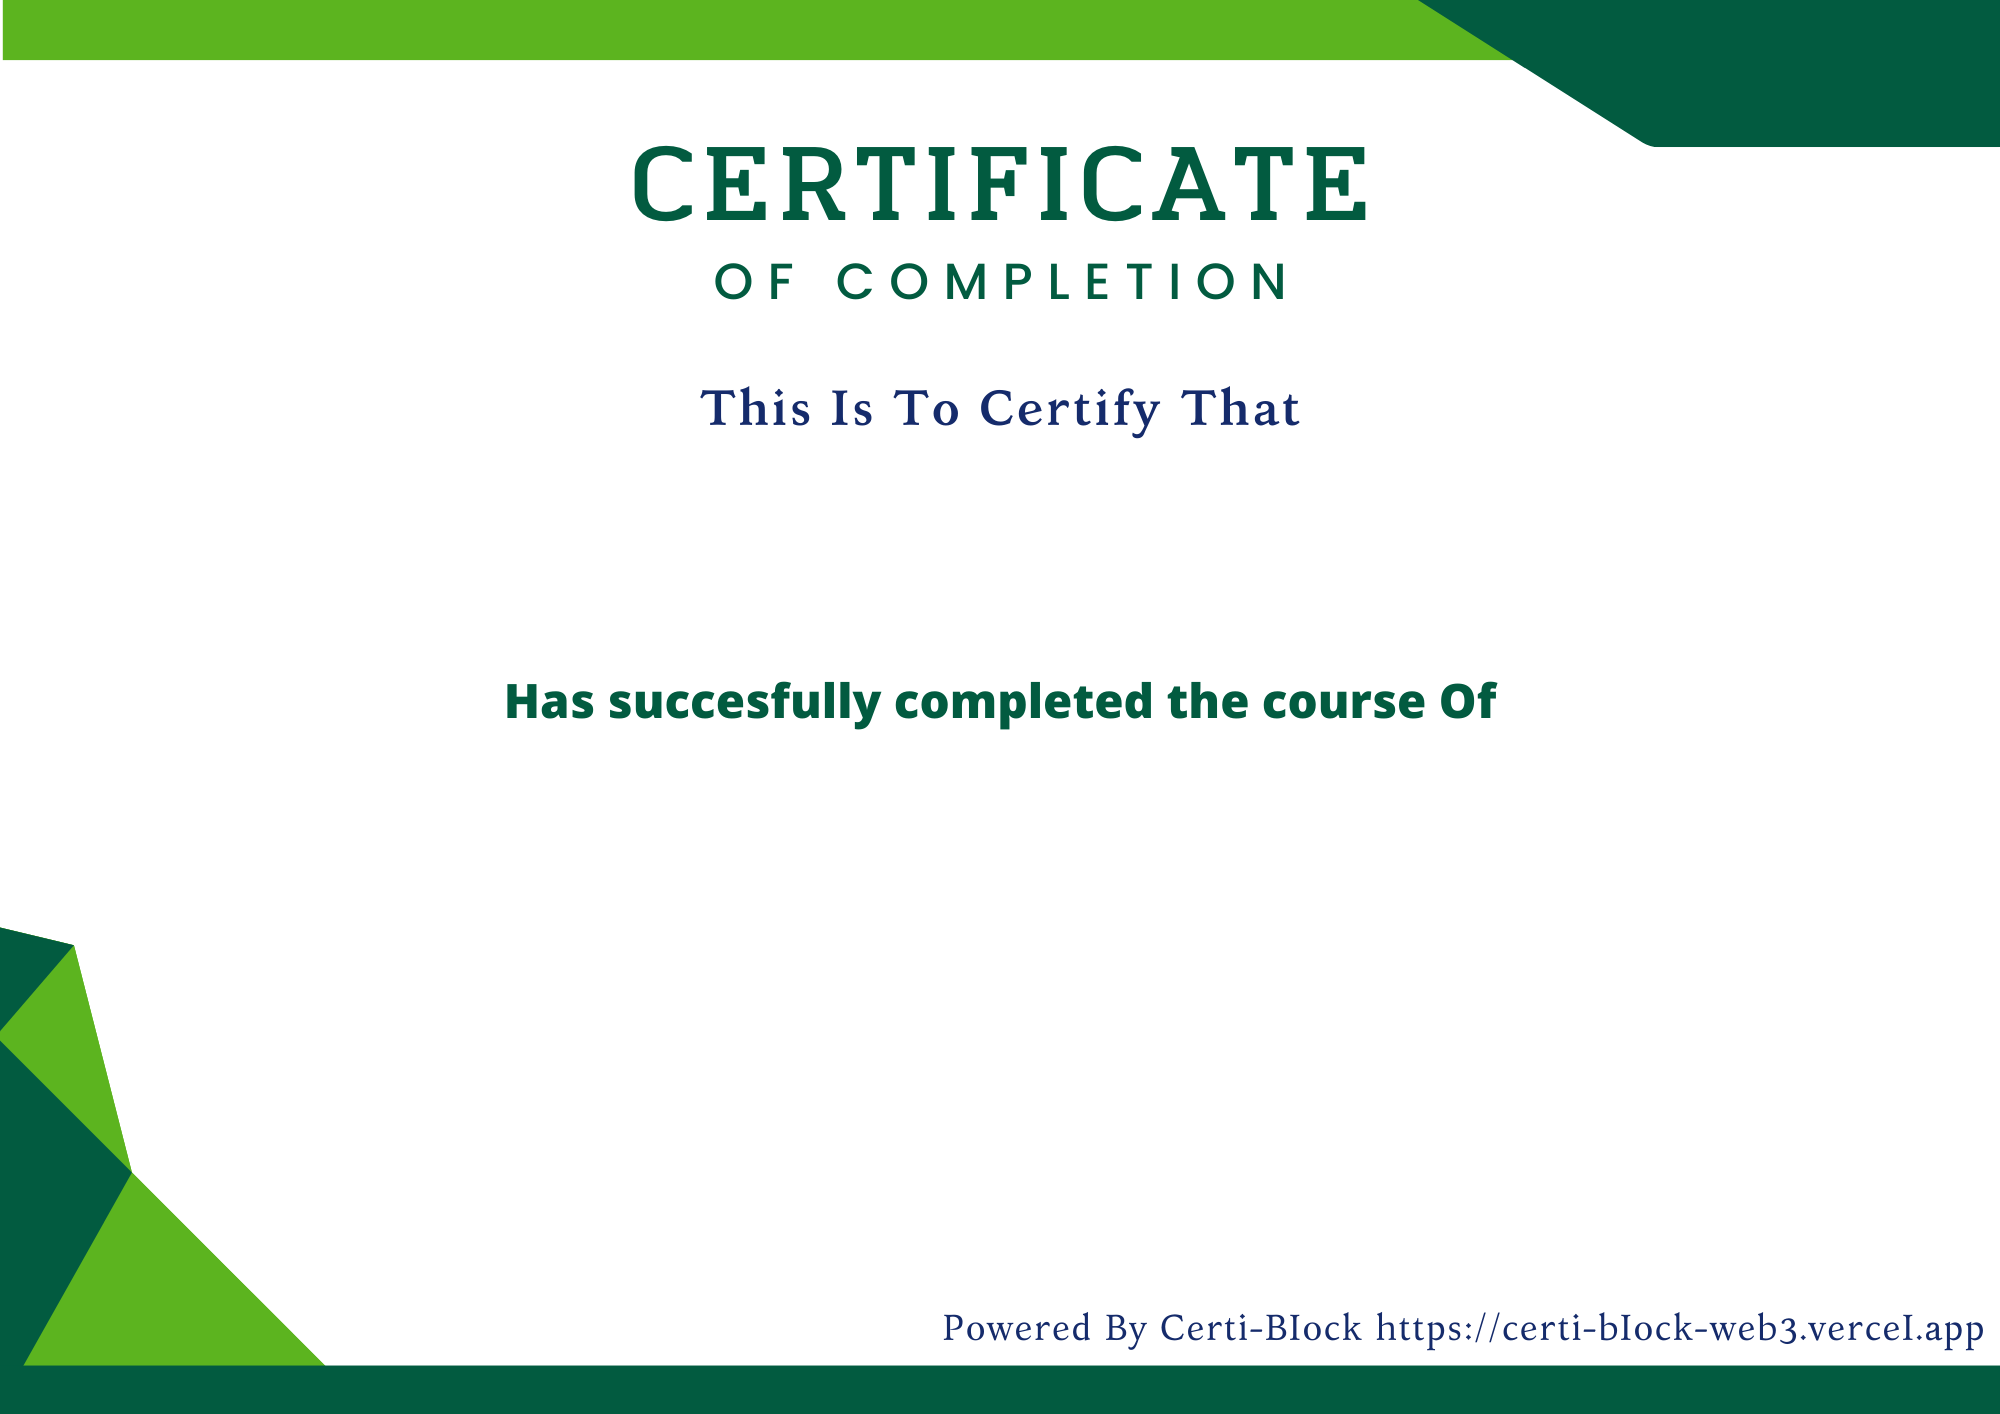 CERTIFICATE
OF COMPLETION
This Is To Certify That
Has succesfully completed the course Of
Powered By Certi-BIock https://certi-bIock-web3.verceI.app